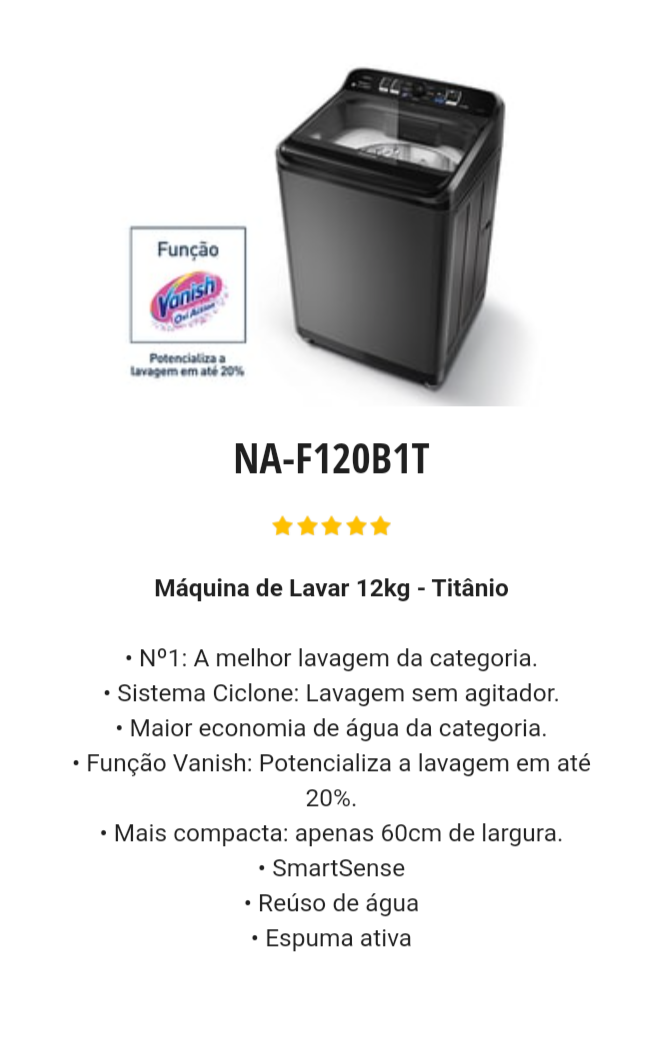 Função
Vanish
Oxi Action
Potencializa a
lavagem em até 20%
NA-F120B1T
Máquina de Lavar 12kg - Titânio
• Nº1: A melhor lavagem da categoria.
• Sistema Ciclone: Lavagem sem agitador.
• Maior economia de água da categoria.
• Função Vanish: Potencializa a lavagem em até
20%.
• Mais compacta: apenas 60cm de largura.
• SmartSense
• Reúso de água
• Espuma ativa